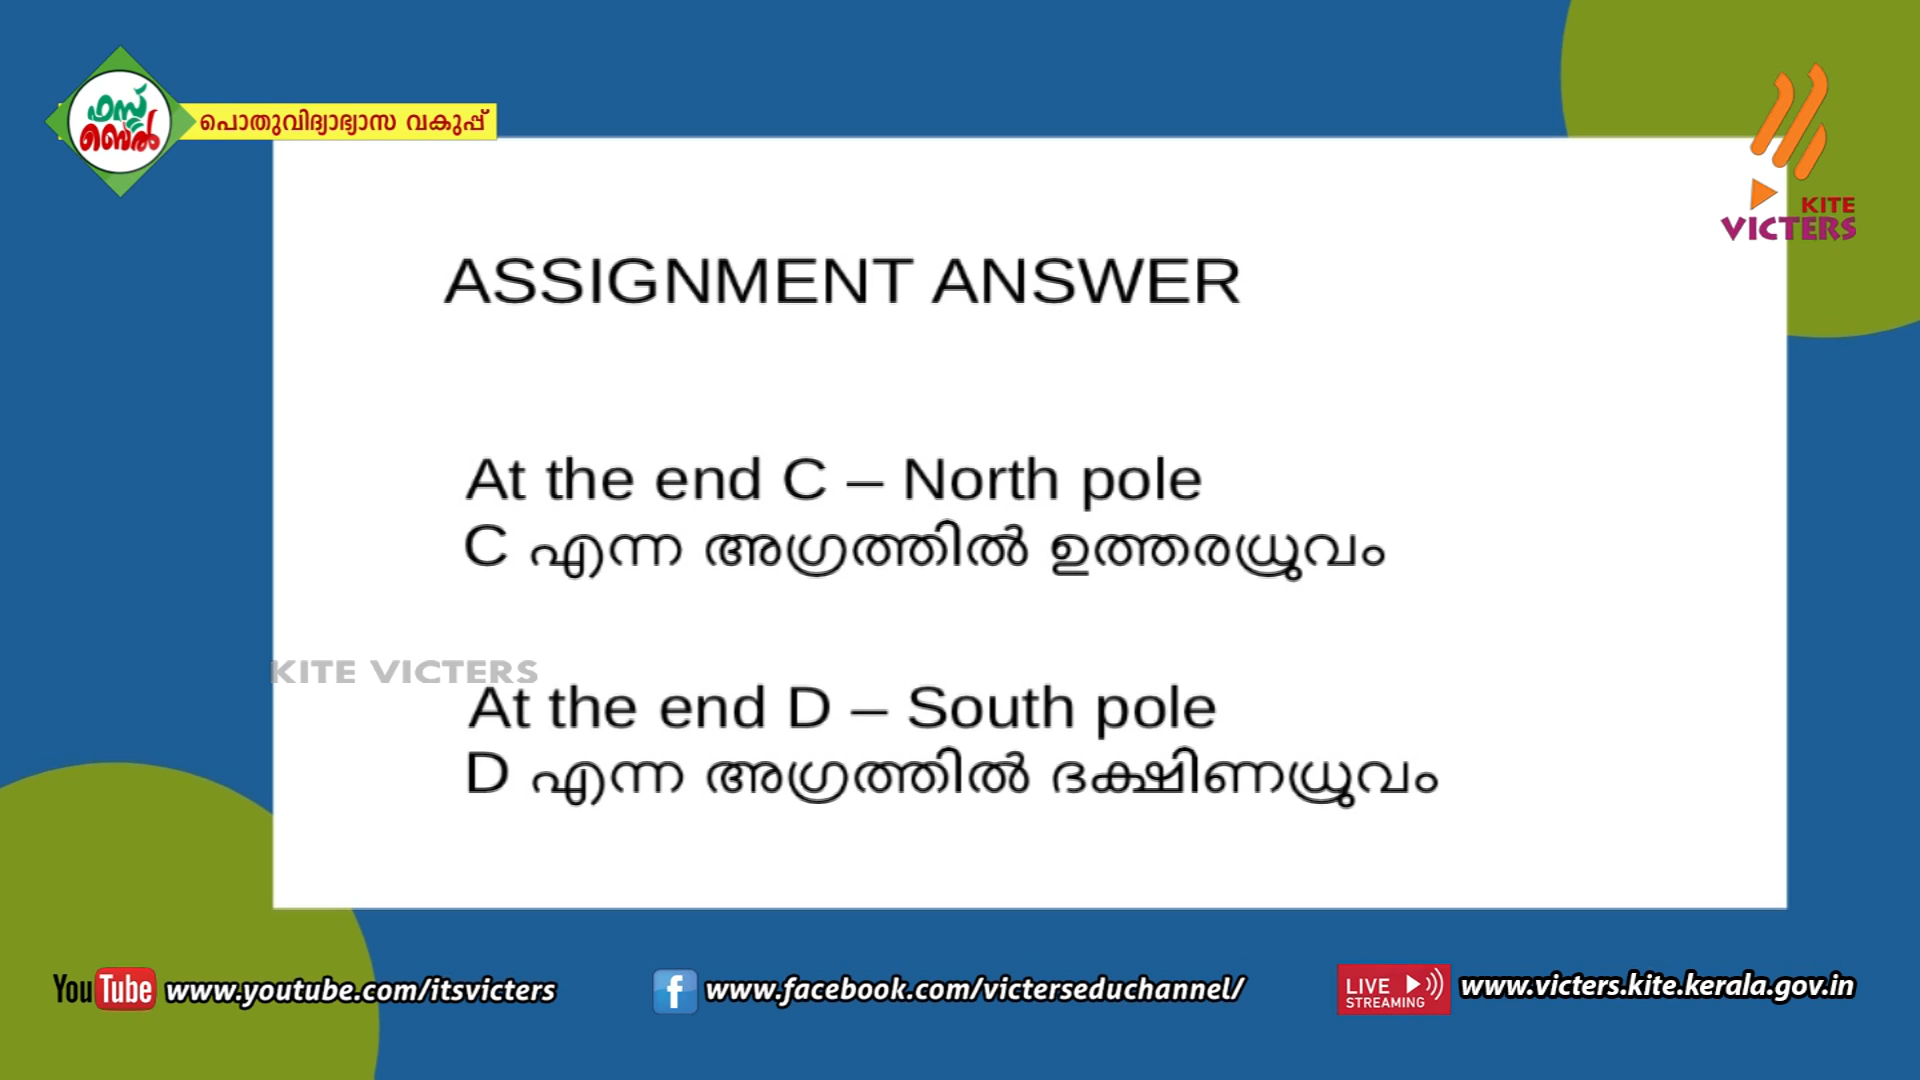 ഫസ്റ്റ്
ബെൽ
പൊതുവിദ്യാഭ്യാസ വകുപ്പ്
KITE
VICTERS
ASSIGNMENT ANSWER
At the end C – North pole
C എന്ന അഗ്രത്തിൽ ഉത്തരധ്രുവം
KITE VICTERS
At the end D – South pole
D എന്ന അഗ്രത്തിൽ ദക്ഷിണധ്രുവം
YouTube www.youtube.com/itsvicters
f www.facebook.com/victerseduchannel/
LIVE
STREAMING
www.victers.kite.kerala.gov.in